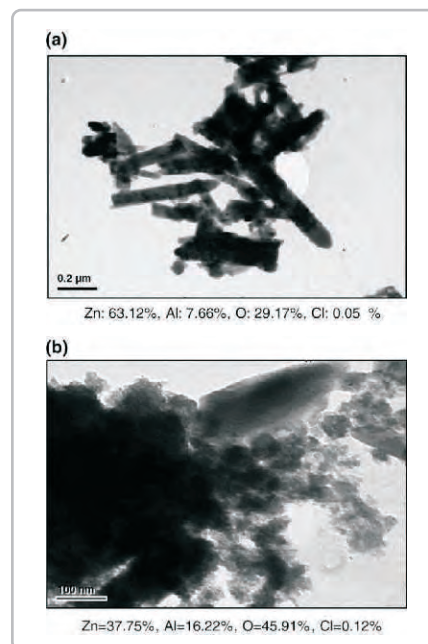 (a)
0.2 µm
Zn: 63.12%, Al: 7.66%, O: 29.17%, Cl: 0.05 %
(b)
100 nm
Zn=37.75%, Al=16.22%, O=45.91%, Cl=0.12%